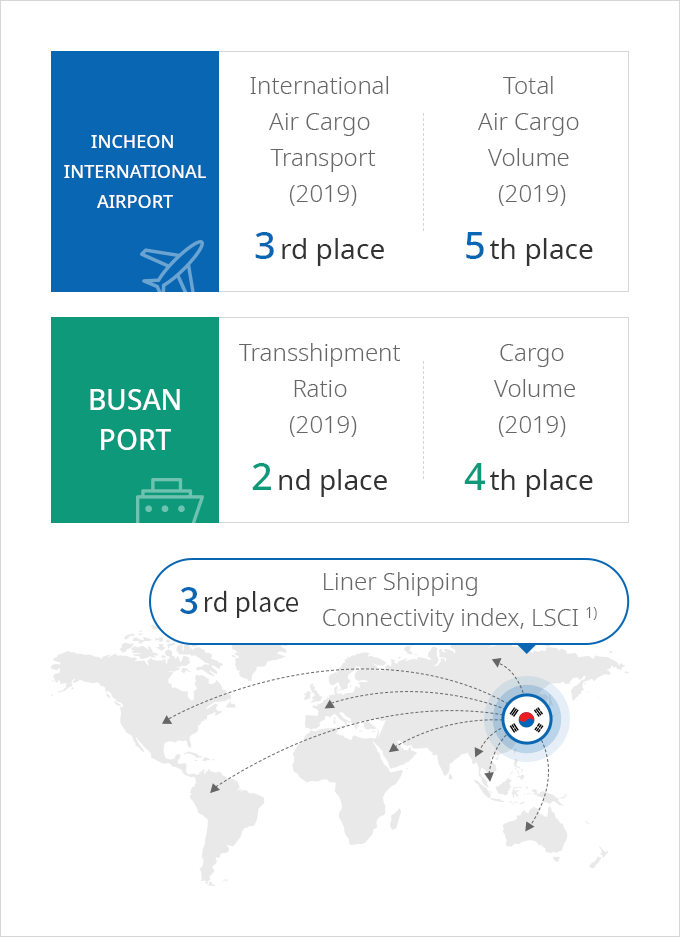 INCHEON
INTERNATIONAL
AIRPORT
International
Air Cargo
Transport
(2019)
3 rd place
Total
Air Cargo
Volume
(2019)
5 th place
BUSAN
PORT
Transshipment
Ratio
(2019)
2 nd place
Cargo
Volume
(2019)
4 th place
3 rd place
Liner Shipping
Connectivity index, LSCI 1)